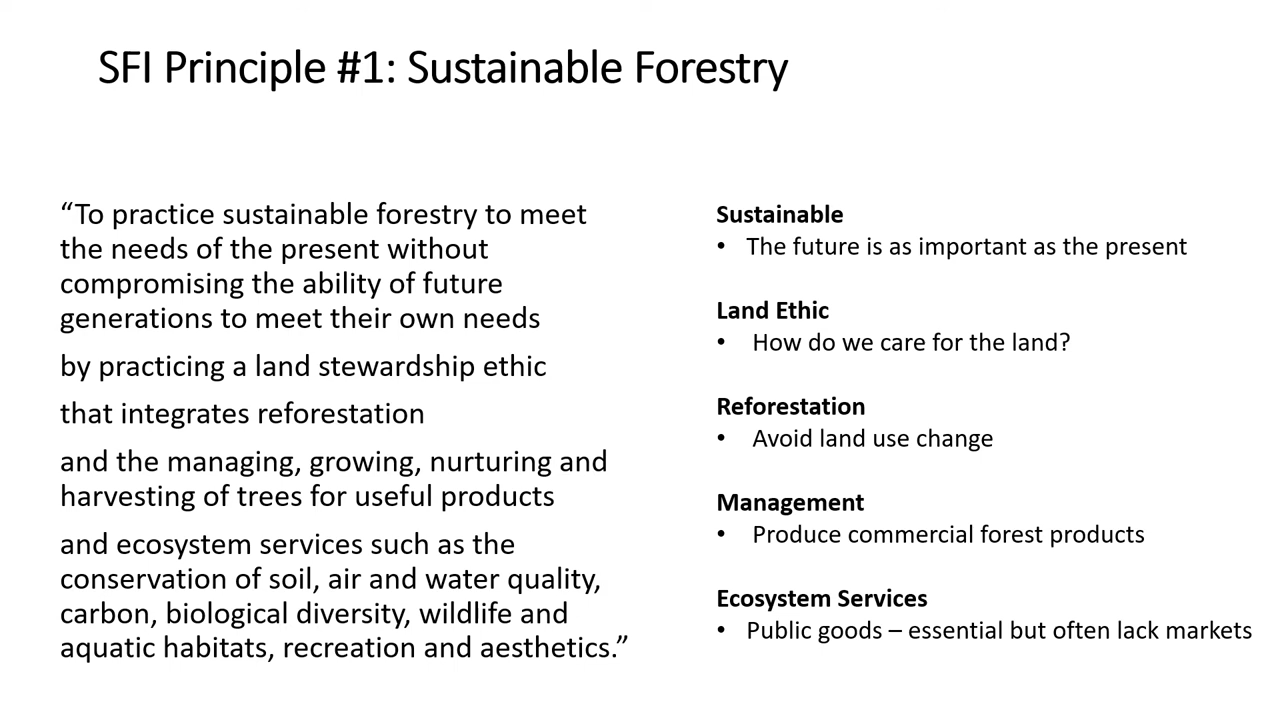 SFI Principle #1: Sustainable Forestry
“To practice sustainable forestry to meet
the needs of the present without
compromising the ability of future
generations to meet their own needs
by practicing a land stewardship ethic
that integrates reforestation
and the managing, growing, nurturing and
harvesting of trees for useful products
and ecosystem services such as the
conservation of soil, air and water quality,
carbon, biological diversity, wildlife and
aquatic habitats, recreation and aesthetics.”
Sustainable
• The future is as important as the present
Land Ethic
• How do we care for the land?
Reforestation
• Avoid land use change
Management
• Produce commercial forest products
Ecosystem Services
• Public goods – essential but often lack markets